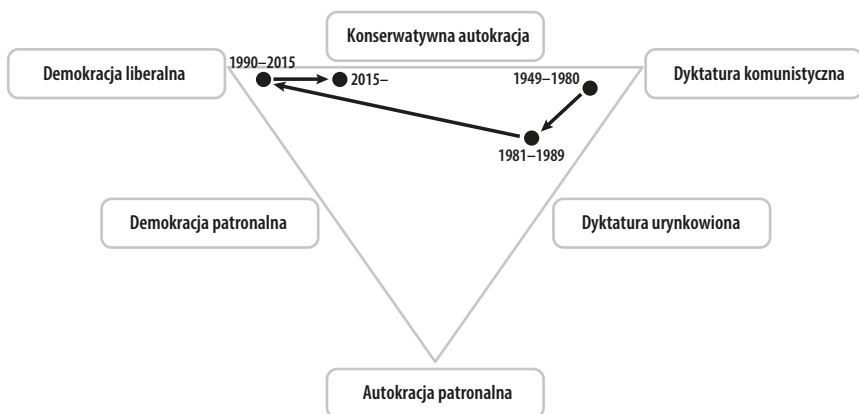 Konserwatywna autokracja
Demokracja liberalna
1990–2015
2015–
1949–1980
Dyktatura komunistyczna
1981–1989
Demokracja patronalna
Dyktatura urynkowiona
Autokracja patronalna